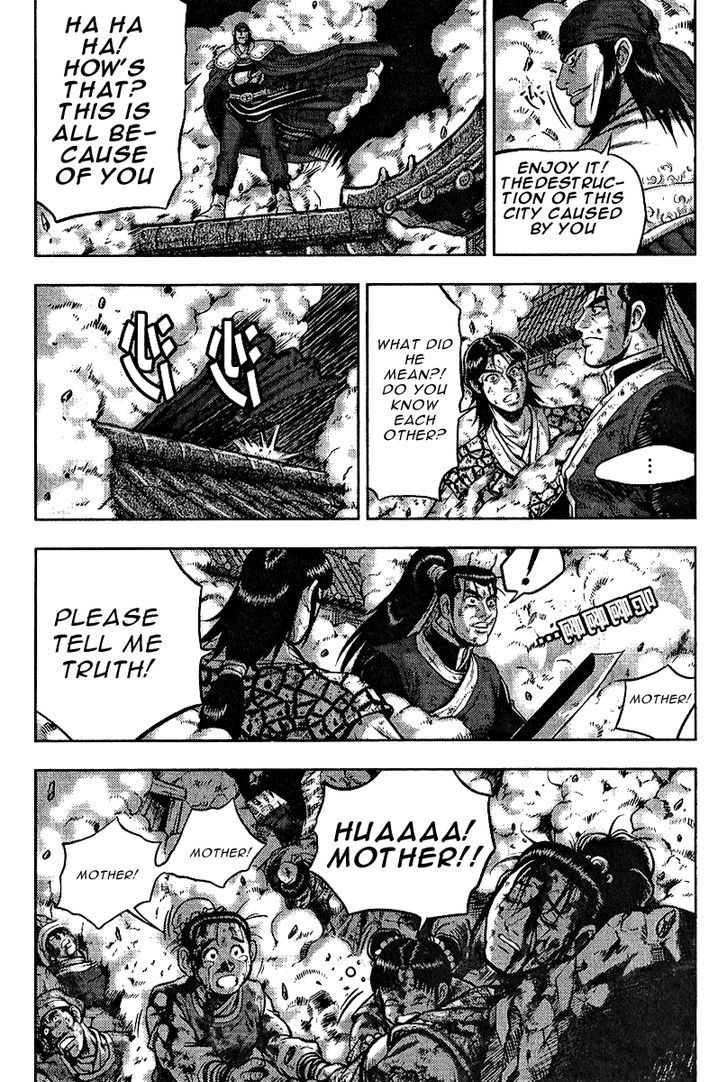 HA HA
HA!
HOW'S
THAT?
THIS IS
ALL BE-
CAUSE
OF YOU
ENJOY IT!
THEDESTRUC-
TION OF THIS
CITY CAUSED
BY YOU
WHAT DID
HE
MEAN?!
DO YOU
KNOW
EACH
OTHER?
...
PLEASE
TELL ME
TRUTH!
!
MOTHER!
MOTHER!
MOTHER!
HUAAAA!
MOTHER!!